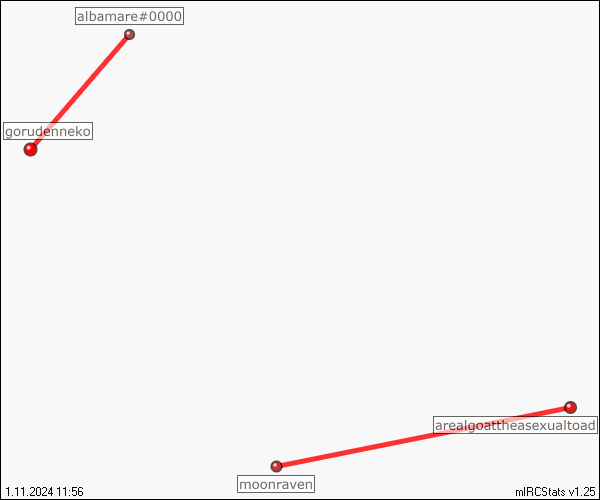 albamare#0000
gorudenneko
arealgoattheasexualtoad
moonraven
1.11.2024 11:56
mIRCStats v1.25